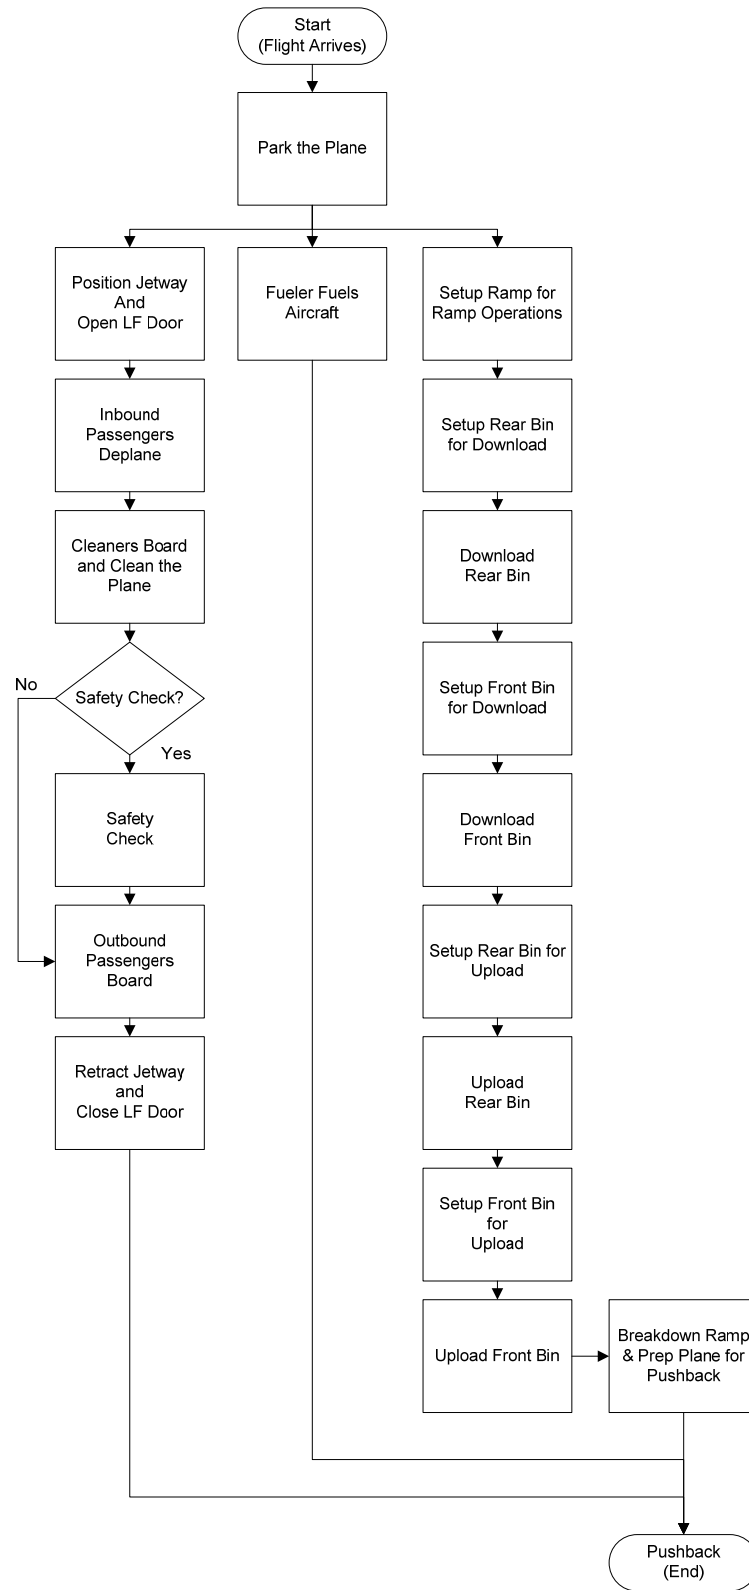 Start
(Flight Arrives)
Park the Plane
Position Jetway
And
Open LF Door
Fueler Fuels
Aircraft
Setup Ramp for
Ramp Operations
Inbound
Passengers
Deplane
Setup Rear Bin
for Download
Cleaners Board
and Clean the
Plane
Download
Rear Bin
No
Safety Check?
Yes
Setup Front Bin
for Download
Safety
Check
Download
Front Bin
Outbound
Passengers
Board
Setup Rear Bin for
Upload
Retract Jetway
and
Close LF Door
Upload
Rear Bin
Setup Front Bin
for
Upload
Upload Front Bin
Breakdown Ramp
& Prep Plane for
Pushback
Pushback
(End)